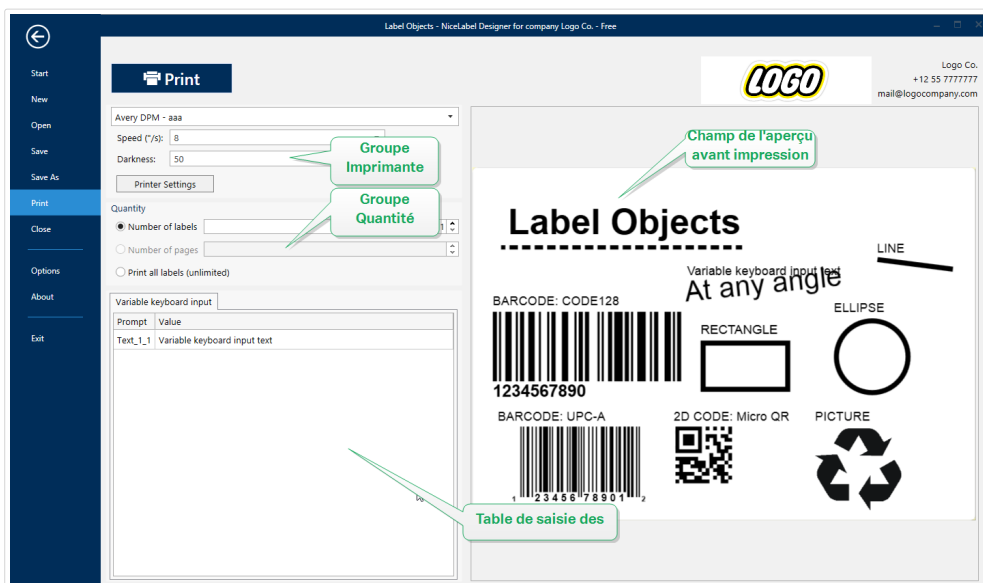 Label Objects - NiceLabel Designer for company Logo Co. - Free
Start
New
Open
Save
Save As
Print
Close
Options
About
Exit
Print
LOGO
Logo Co.
+12 55 7777777
mail@logocompany.com
Avery DPM - aaa
Speed ("/s): 8
Darkness: 50
Printer Settings
Groupe
Imprimante
Quantity
Number of labels 1
Number of pages
Print all labels (unlimited)
Groupe
Quantité
Variable keyboard input
Prompt Value
Text_1_1 Variable keyboard input text
Table de saisie des
Champ de l'aperçu
avant impression
Label Objects
LINE
Variable keyboard input text
At any angle
BARCODE: CODE128
ELLIPSE
RECTANGLE
1234567890
BARCODE: UPC-A
2D CODE: Micro QR
PICTURE
1 23456 78901 2